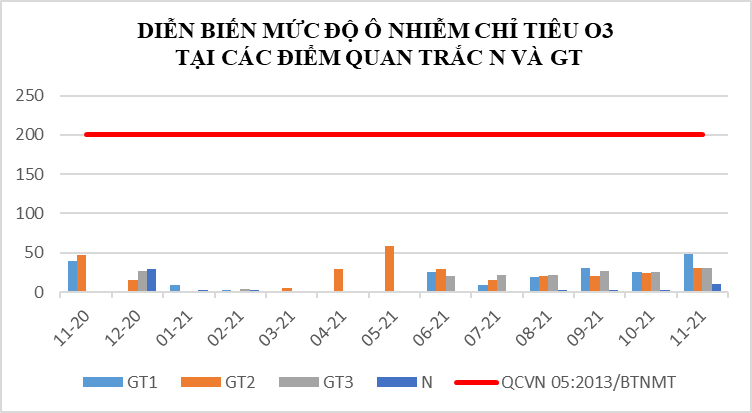 DIỄN BIẾN MỨC ĐỘ Ô NHIỄM CHỈ TIÊU O3
TẠI CÁC ĐIỂM QUAN TRẮC N VÀ GT
250
200
150
100
50
0
11-20 12-20 01-21 02-21 03-21 04-21 05-21 06-21 07-21 08-21 09-21 10-21 11-21
GT1 GT2 GT3 N QCVN 05:2013/BTNMT